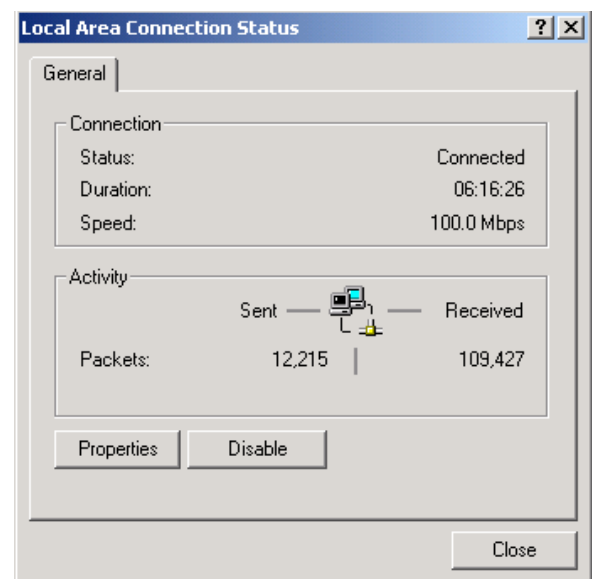 Local Area Connection Status
General
Connection
Status: Connected
Duration: 06:16:26
Speed: 100.0 Mbps
Activity
Sent Received
Packets: 12,215 109,427
Properties Disable
Close